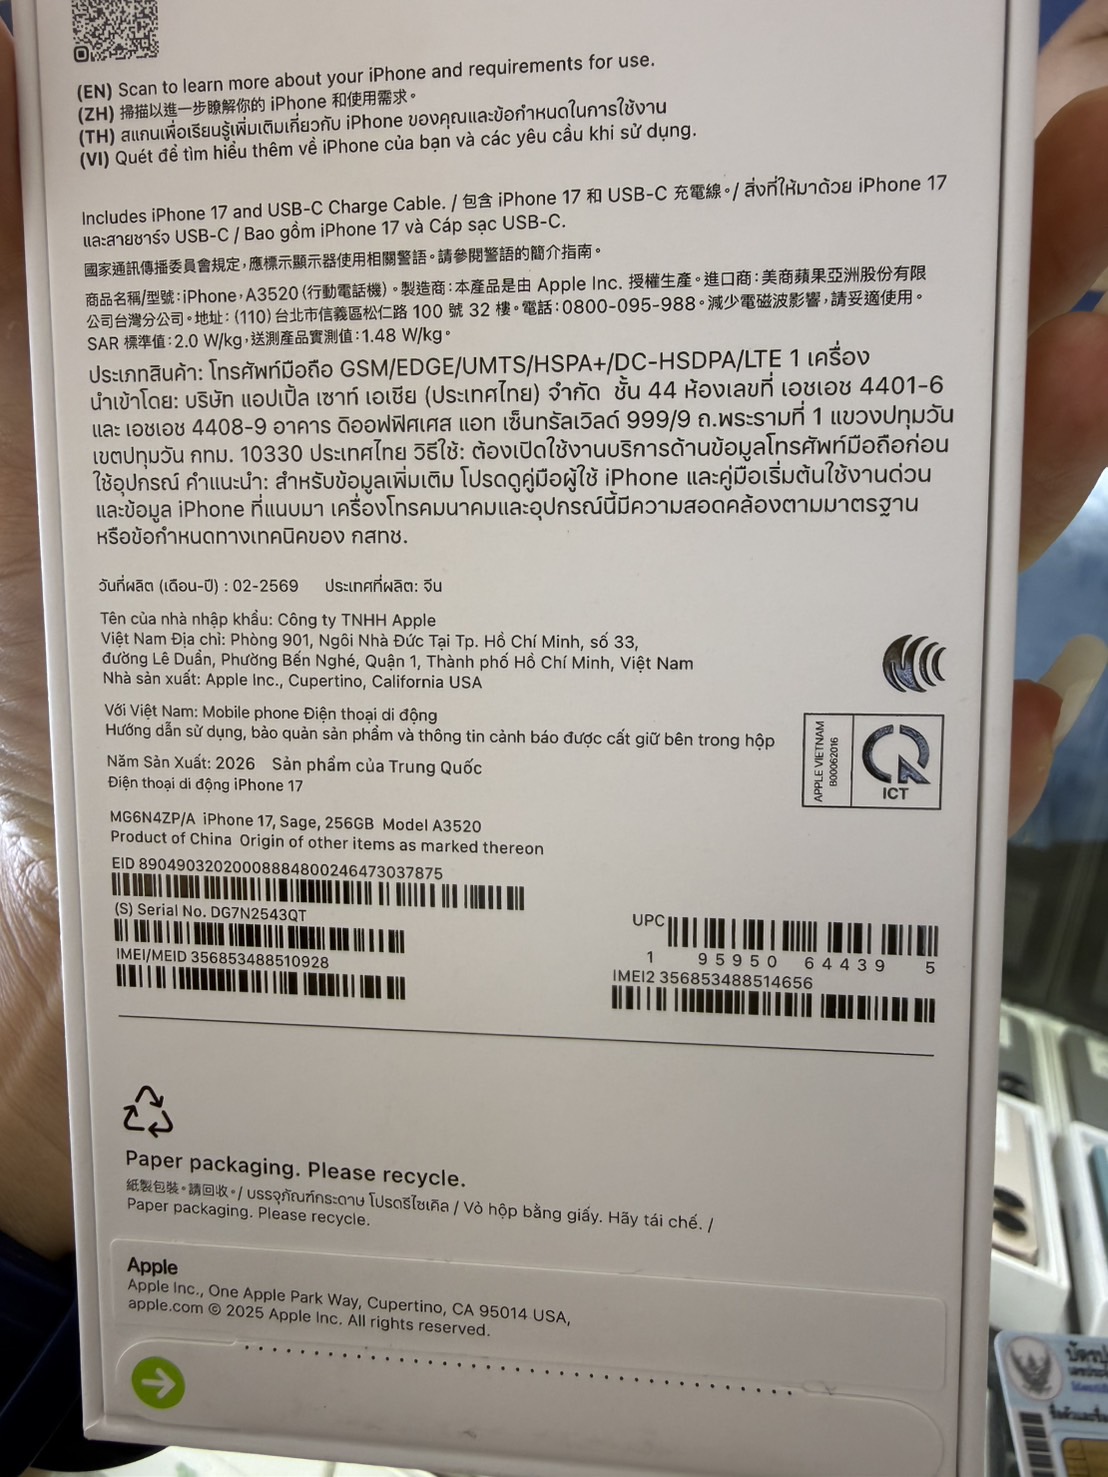 (EN) Scan to learn more about your iPhone and requirements for use.
(ZH) 掃描以進一步瞭解你的 iPhone 和使用需求。
(TH) สแกนเพื่อเรียนรู้เพิ่มเติมเกี่ยวกับ iPhone ของคุณและข้อกำหนดในการใช้งาน
(VI) Quét để tìm hiểu thêm về iPhone của bạn và các yêu cầu khi sử dụng.
Includes iPhone 17 and USB-C Charge Cable. / 包含 iPhone 17 和 USB-C 充電線。/ สิ่งที่ให้มาด้วย iPhone 17
และสายชาร์จ USB-C / Bao gồm iPhone 17 và Cáp sạc USB-C.
國家通訊傳播委員會規定，應標示顯示器使用相關警語。請參閱警語的簡介指南。
商品名稱/型號：iPhone，A3520 (行動電話機)。製造商：本產品是由 Apple Inc. 授權生產。進口商：美商蘋果亞洲股份有限
公司台灣分公司。地址：(110) 台北市信義區松仁路 100 號 32 樓。電話：0800-095-988。減少電磁波影響，請妥適使用。
SAR 標準值：2.0 W/kg，送測產品實測值：1.48 W/kg。
ประเภทสินค้า: โทรศัพท์มือถือ GSM/EDGE/UMTS/HSPA+/DC-HSDPA/LTE 1 เครื่อง
นำเข้าโดย: บริษัท แอปเปิ้ล เซาท์ เอเชีย (ประเทศไทย) จำกัด ชั้น 44 ห้องเลขที่ เอชเอช 4401-6
และ เอชเอช 4408-9 อาคาร ดิออฟฟิศเศส แอท เซ็นทรัลเวิลด์ 999/9 ถ.พระรามที่ 1 แขวงปทุมวัน
เขตปทุมวัน กทม. 10330 ประเทศไทย วิธีใช้: ต้องเปิดใช้งานบริการด้านข้อมูลโทรศัพท์มือถือก่อน
ใช้อุปกรณ์ คำแนะนำ: สำหรับข้อมูลเพิ่มเติม โปรดดูคู่มือผู้ใช้ iPhone และคู่มือเริ่มต้นใช้งานด่วน
และข้อมูล iPhone ที่แนบมา เครื่องโทรคมนาคมและอุปกรณ์นี้มีความสอดคล้องตามมาตรฐาน
หรือข้อกำหนดทางเทคนิคของ กสทช.
วันที่ผลิต (เดือน-ปี) : 02-2569 ประเทศที่ผลิต: จีน
Tên của nhà nhập khẩu: Công ty TNHH Apple
Việt Nam Địa chỉ: Phòng 901, Ngôi Nhà Đức Tại Tp. Hồ Chí Minh, số 33,
đường Lê Duẩn, Phường Bến Nghé, Quận 1, Thành phố Hồ Chí Minh, Việt Nam
Nhà sản xuất: Apple Inc., Cupertino, California USA
Với Việt Nam: Mobile phone Điện thoại di động
Hướng dẫn sử dụng, bảo quản sản phẩm và thông tin cảnh báo được cất giữ bên trong hộp
Năm Sản Xuất: 2026 Sản phẩm của Trung Quốc
Điện thoại di động iPhone 17
APPLE VIETNAM
B00062016
ICT
MG6N4ZP/A iPhone 17, Sage, 256GB Model A3520
Product of China Origin of other items as marked thereon
EID 89049032020008884800246473037875
(S) Serial No. DG7N2543QT
IMEI/MEID 356853488510928
UPC
1 95950 64439 5
IMEI2 356853488514656
Paper packaging. Please recycle.
紙製包裝。請回收。/ บรรจุภัณฑ์กระดาษ โปรดรีไซเคิล / Vỏ hộp bằng giấy. Hãy tái chế. /
Paper packaging. Please recycle.
Apple
Apple Inc., One Apple Park Way, Cupertino, CA 95014 USA,
apple.com © 2025 Apple Inc. All rights reserved.